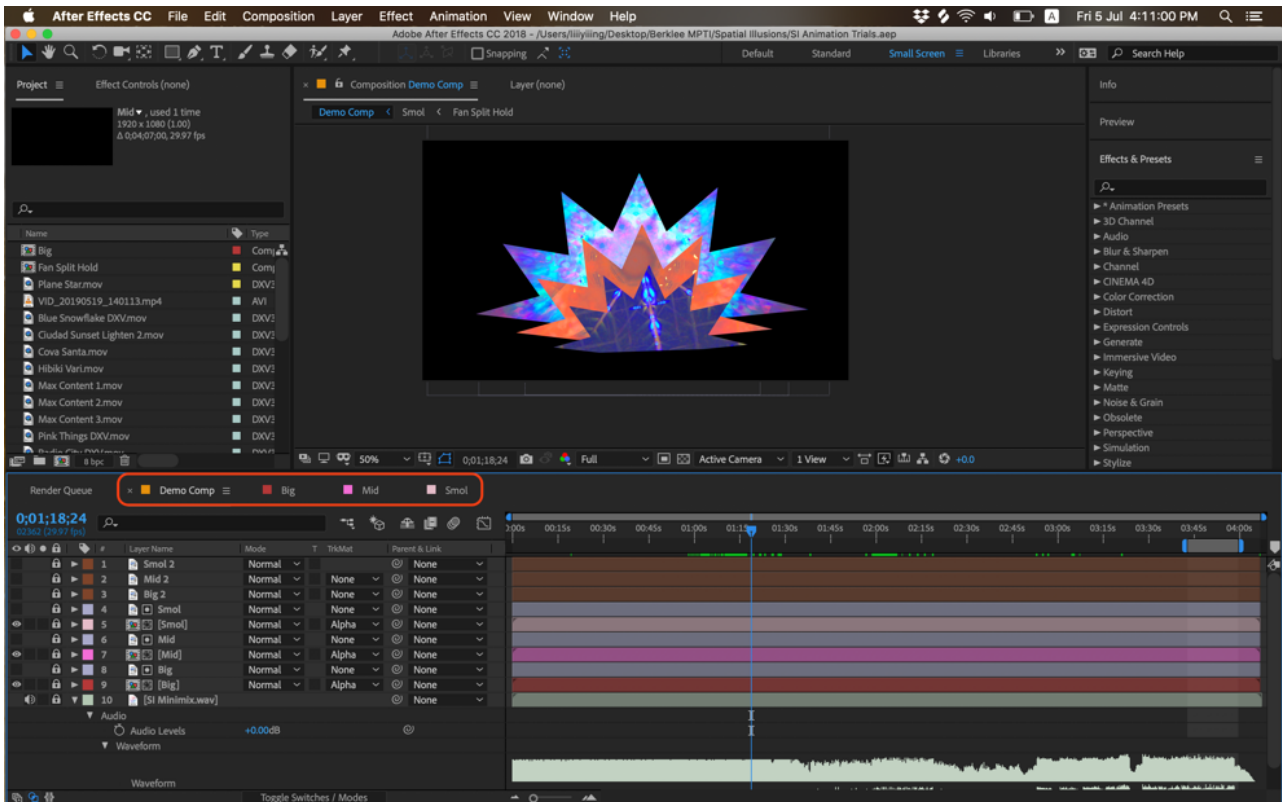 After Effects CC File Edit Composition Layer Effect Animation View Window Help Fri 5 Jul 4:11:00 PM
Adobe After Effects CC 2018 - /Users/liiiyiiing/Desktop/Berklee MPTI/Spatial Illusions/SI Animation Trials.aep
Snapping Default Standard Small Screen Libraries Search Help
Project Effect Controls (none) Composition Demo Comp Layer (none) Info
Mid , used 1 time
1920 x 1080 (1.00)
Δ 0;04;07;00, 29.97 fps
Demo Comp Smol Fan Split Hold
Preview
Effects & Presets
Name Type
Big
Fan Split Hold
Plane Star.mov DXV3
VID_20190519_140113.mp4 AVI
Blue Snowflake DXV.mov DXV3
Ciudad Sunset Lighten 2.mov DXV3
Cova Santa.mov DXV3
Hibiki Vari.mov DXV3
Max Content 1.mov DXV3
Max Content 2.mov DXV3
Max Content 3.mov DXV3
Pink Things DXV.mov DXV3
8 bpc
* Animation Presets
3D Channel
Audio
Blur & Sharpen
Channel
CINEMA 4D
Color Correction
Distort
Expression Controls
Generate
Immersive Video
Keying
Matte
Noise & Grain
Obsolete
Perspective
Simulation
Stylize
50% 0;01;18;24 Full Active Camera 1 View +0.0
Render Queue Demo Comp Big Mid Smol
0;01;18;24
02362 (29.97 fps)
00:15s 00:30s 00:45s 01:00s 01:30s 01:45s 02:00s 02:15s 02:30s 02:45s 03:00s 03:15s 03:30s 03:45s 04:00s
# Layer Name Mode T TrkMat Parent & Link
1 Smol 2 Normal None
2 Mid 2 Normal None None
3 Big 2 Normal None None
4 Smol Normal None None
5 [Smol] Normal Alpha None
6 Mid Normal None None
7 [Mid] Normal Alpha None
8 Big Normal None None
9 [Big] Normal Alpha None
10 [SI Minimix.wav] None
Audio
Audio Levels +0.00dB
Waveform
Waveform
Toggle Switches / Modes